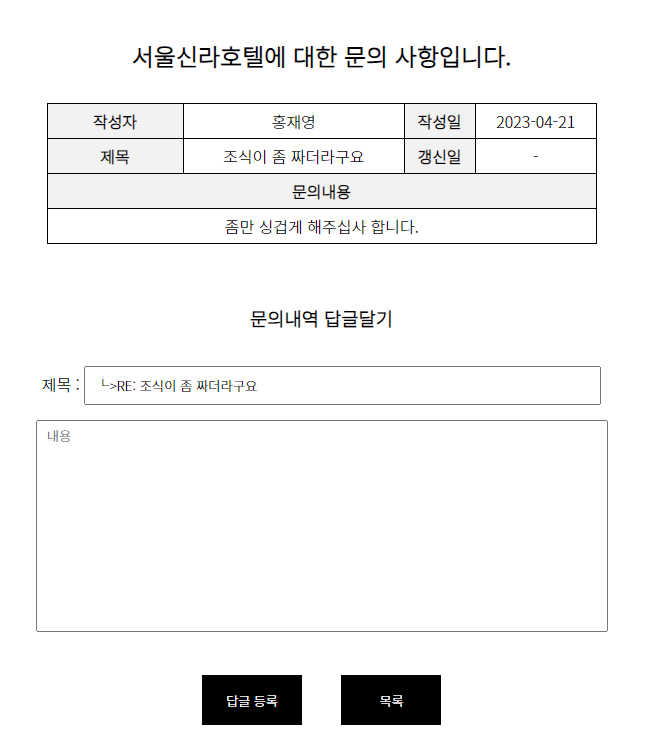 서울신라호텔에 대한 문의 사항입니다.
작성자 홍재영 작성일 2023-04-21
제목 조식이 좀 짜더라구요 갱신일 -
문의내용
좀만 싱겁게 해주십사 합니다.
문의내역 답글달기
제목 : └>RE: 조식이 좀 짜더라구요
내용
답글 등록 목록